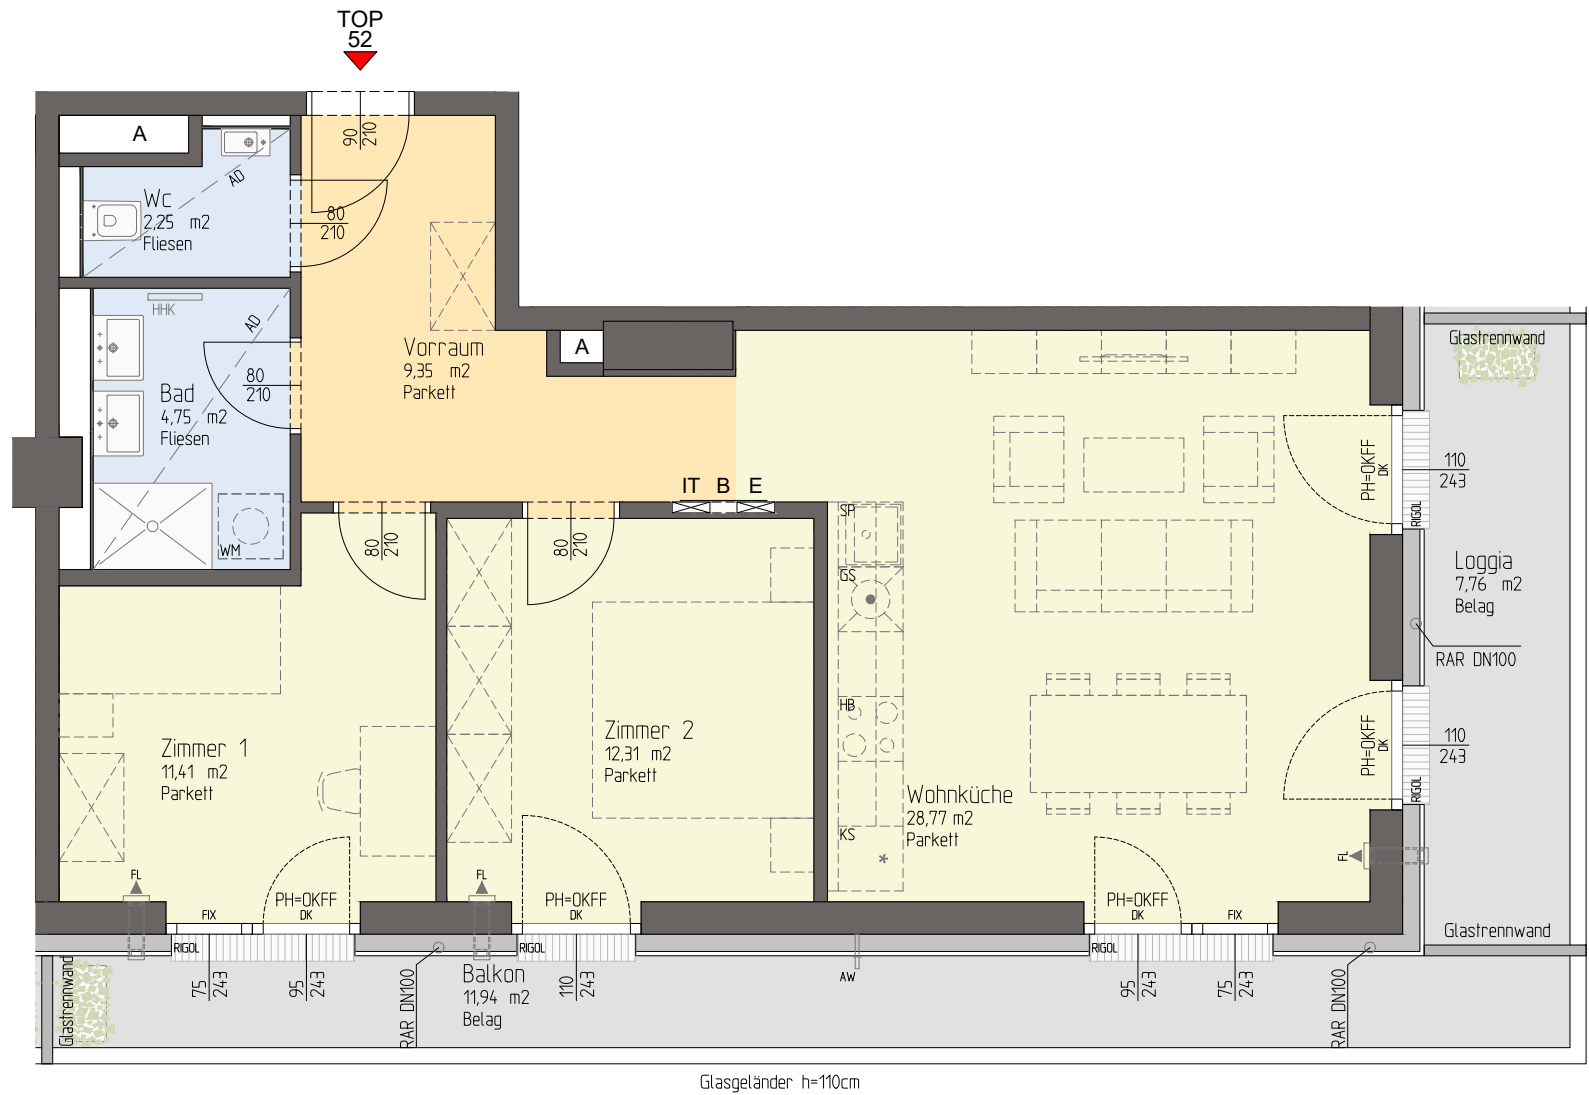 TOP
52
A
90
210
AD
Wc
2,25 m2
Fliesen
80
210
HHK
AD
Bad
4,75 m2
Fliesen
80
210
WM
Vorraum
9,35 m2
Parkett
A
IT B E
80
210
80
210
SP
GS
HB
KS
*
Zimmer 1
11,41 m2
Parkett
Zimmer 2
12,31 m2
Parkett
Wohnküche
28,77 m2
Parkett
Glastrennwand
PH=OKFF
DK
RIGOL
110
243
Loggia
7,76 m2
Belag
RAR DN100
PH=OKFF
DK
RIGOL
110
243
FL
Glastrennwand
FL
FIX
PH=OKFF
DK
FL
PH=OKFF
DK
PH=OKFF
DK
FIX
RIGOL
RIGOL
RIGOL
Glastrennwand
75
243
95
243
RAR DN100
Balkon
11,94 m2
Belag
110
243
AW
95
243
75
243
RAR DN100
Glasgeländer h=110cm